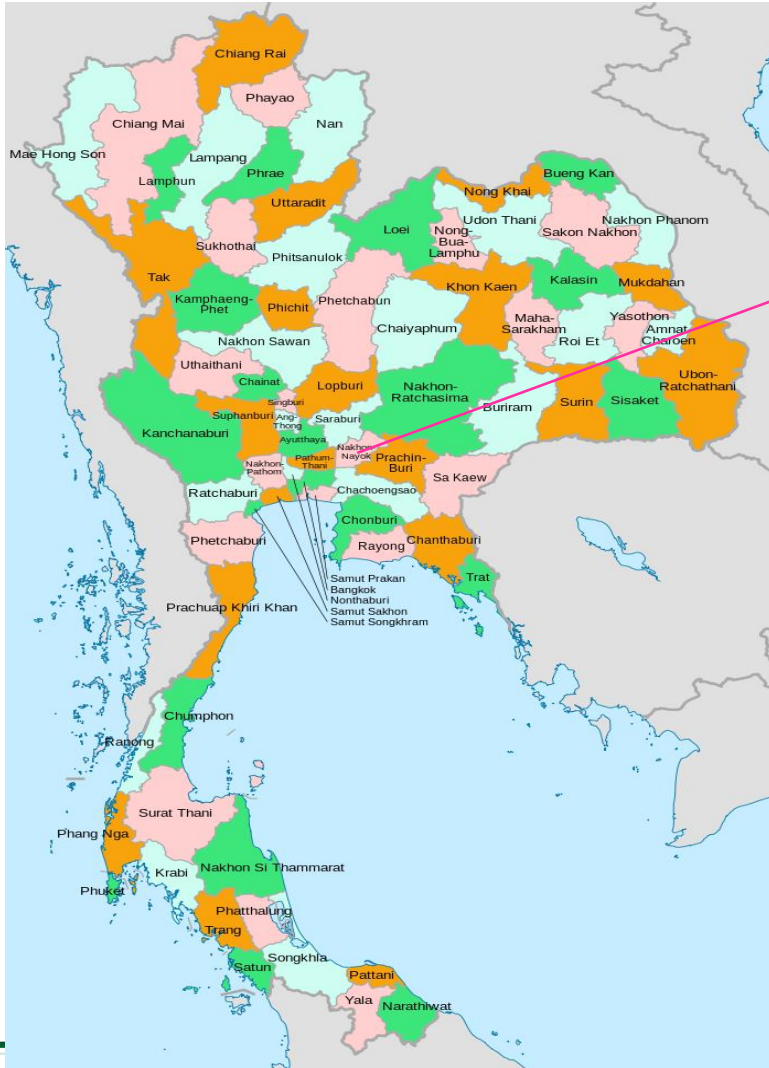 Chiang Rai
Phayao
Nan
Chiang Mai
Mae Hong Son
Lampang
Lamphun
Phrae
Bueng Kan
Nong Khai
Uttaradit
Loei
Udon Thani
Nakhon Phanom
Sakon Nakhon
Nong-
Bua-
Lamphu
Sukhothai
Phitsanulok
Tak
Khon Kaen
Kalasin
Mukdahan
Kamphaeng-
Phet
Phichit
Phetchabun
Chaiyaphum
Maha-
Sarakham
Roi Et
Yasothon
Amnat
Charoen
Nakhon Sawan
Uthaithani
Chainat
Lopburi
Nakhon-
Ratchasima
Ubon-
Ratchathani
Singburi
Suphanburi
Ang-
Thong
Saraburi
Buriram
Surin
Sisaket
Kanchanaburi
Ayutthaya
Nakhon-
Nayok
Pathum-
Thani
Prachin-
Buri
Nakhon-
Pathom
Sa Kaew
Ratchaburi
Chachoengsao
Chonburi
Phetchaburi
Rayong
Chanthaburi
Trat
Samut Prakan
Bangkok
Nonthaburi
Samut Sakhon
Samut Songkhram
Prachuap Khiri Khan
Chumphon
Ranong
Surat Thani
Phang Nga
Krabi
Nakhon Si Thammarat
Phuket
Phatthalung
Trang
Songkhla
Satun
Pattani
Yala
Narathiwat